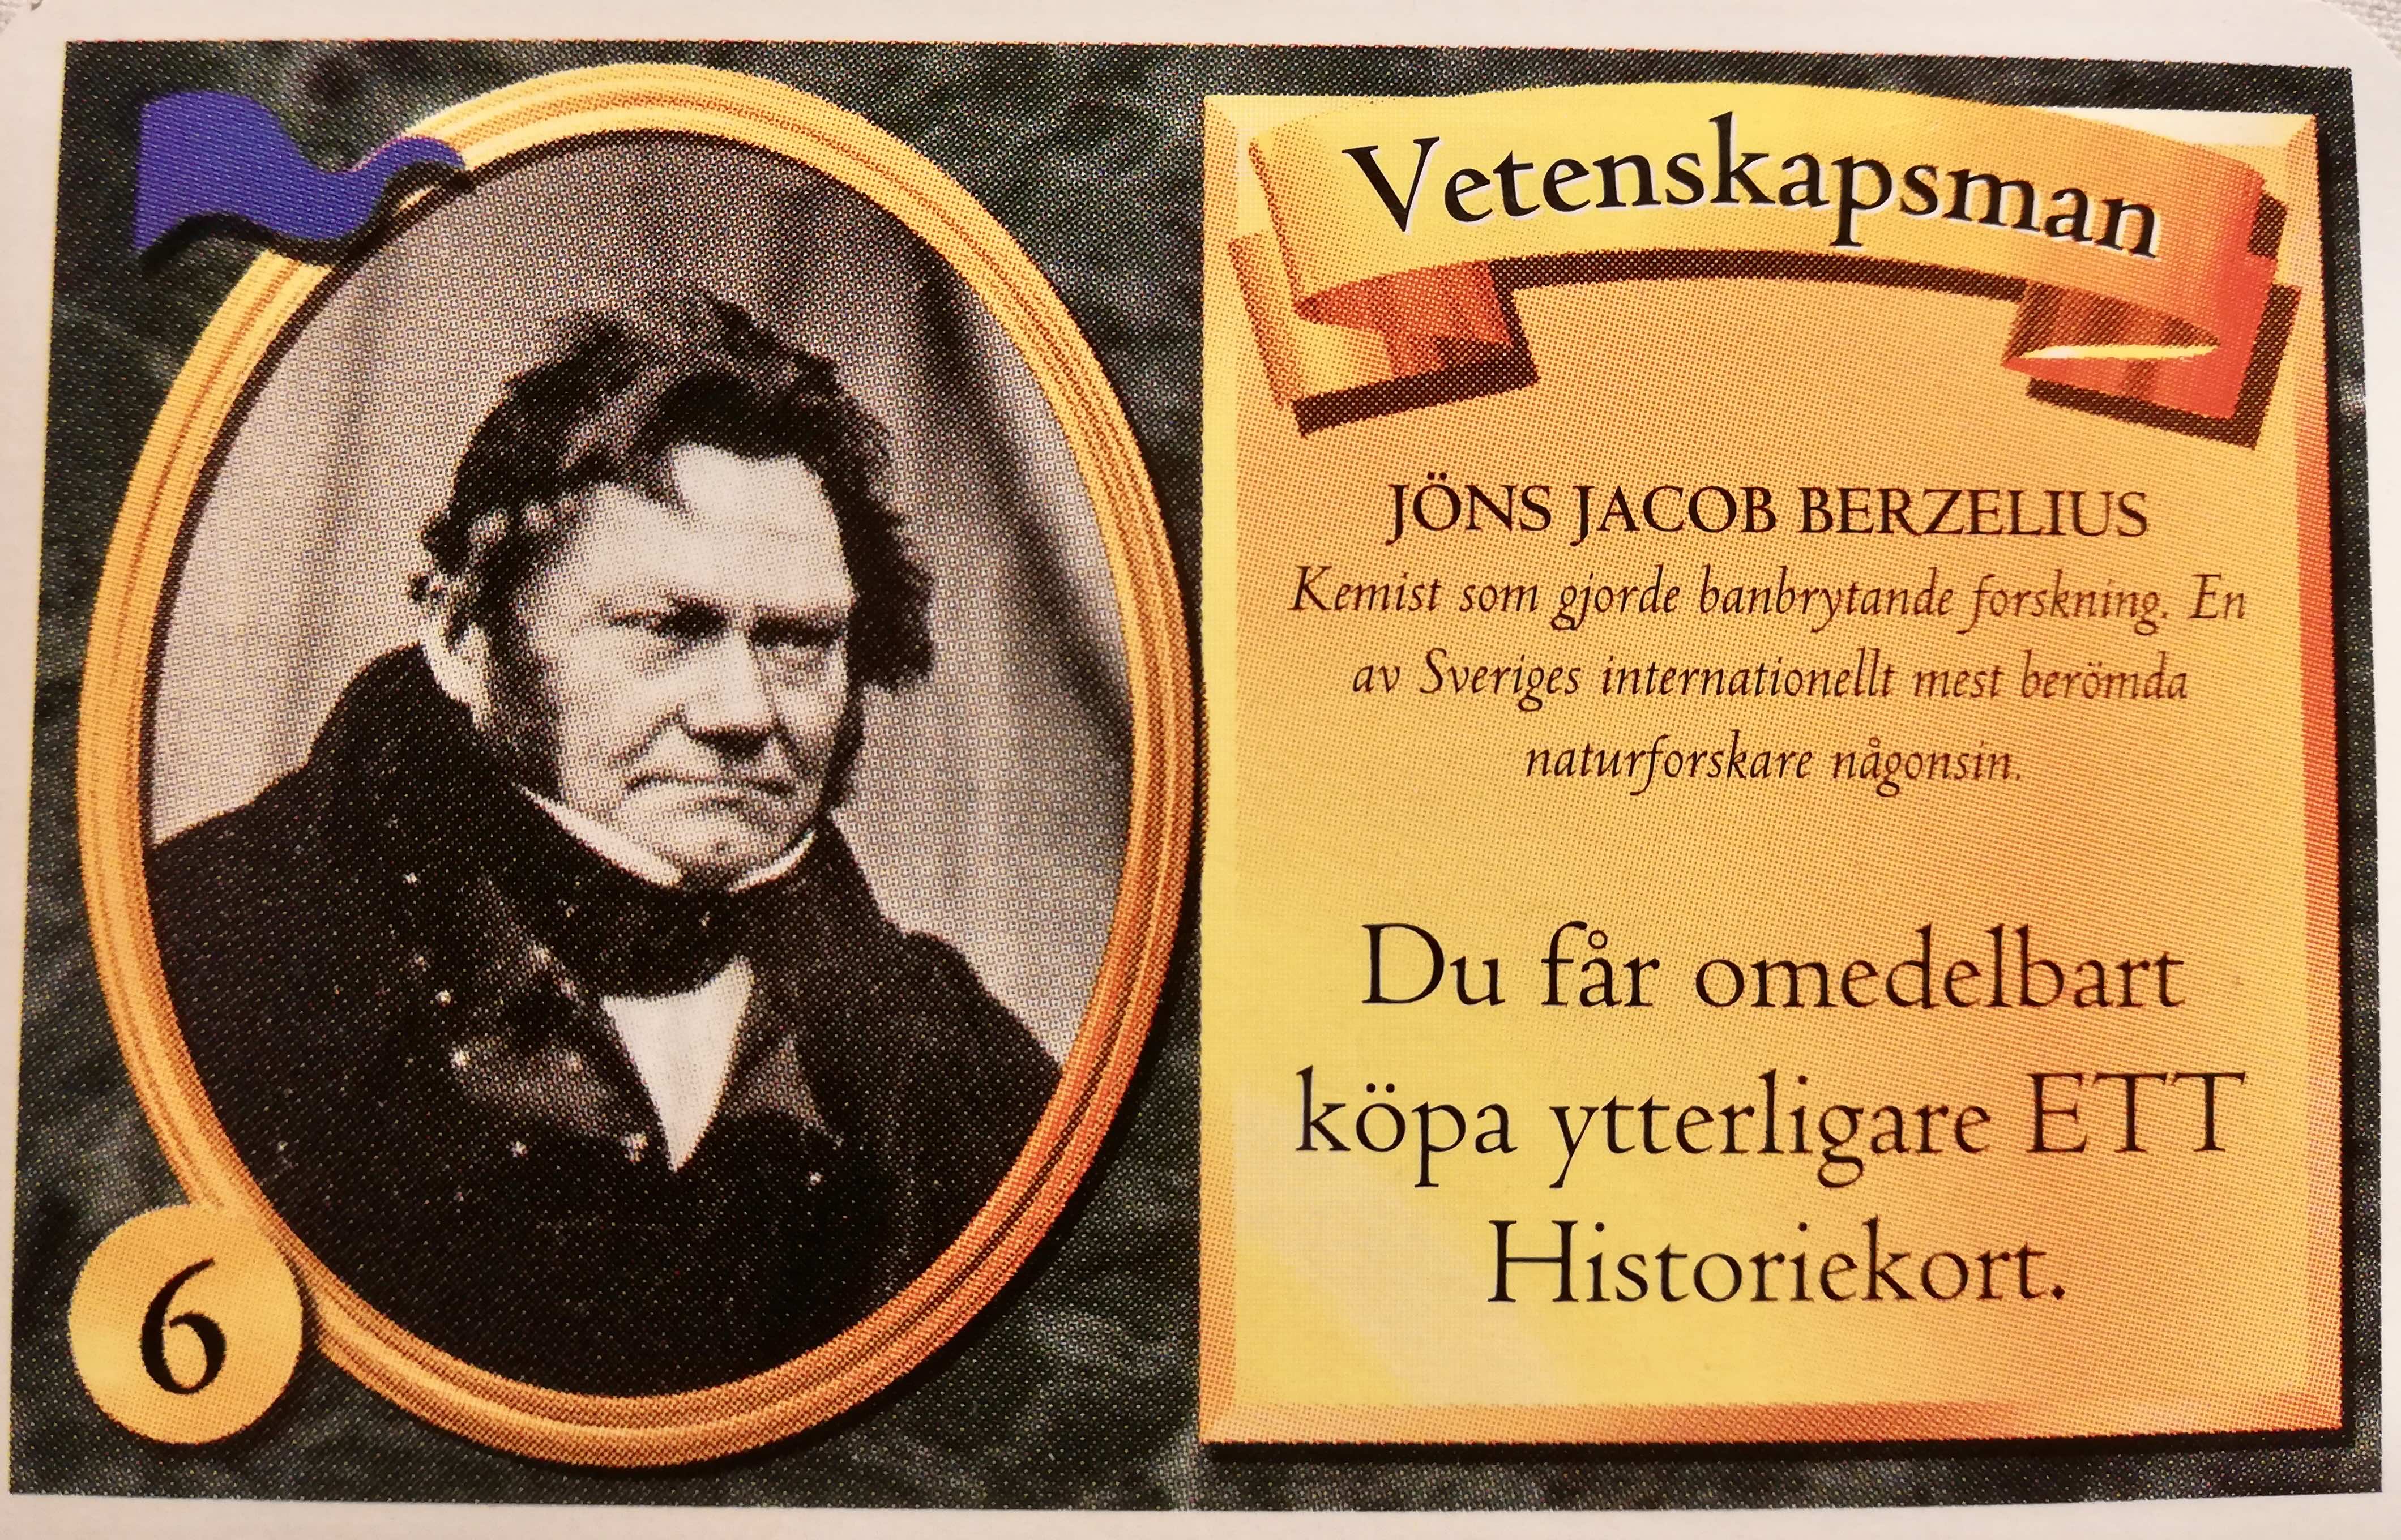 Vetenskapsman
JÖNS JACOB BERZELIUS
Kemist som gjorde banbrytande forskning. En
av Sveriges internationellt mest berömda
naturforskare någonsin.
Du får omedelbart
köpa ytterligare ETT
Historiekort.
6